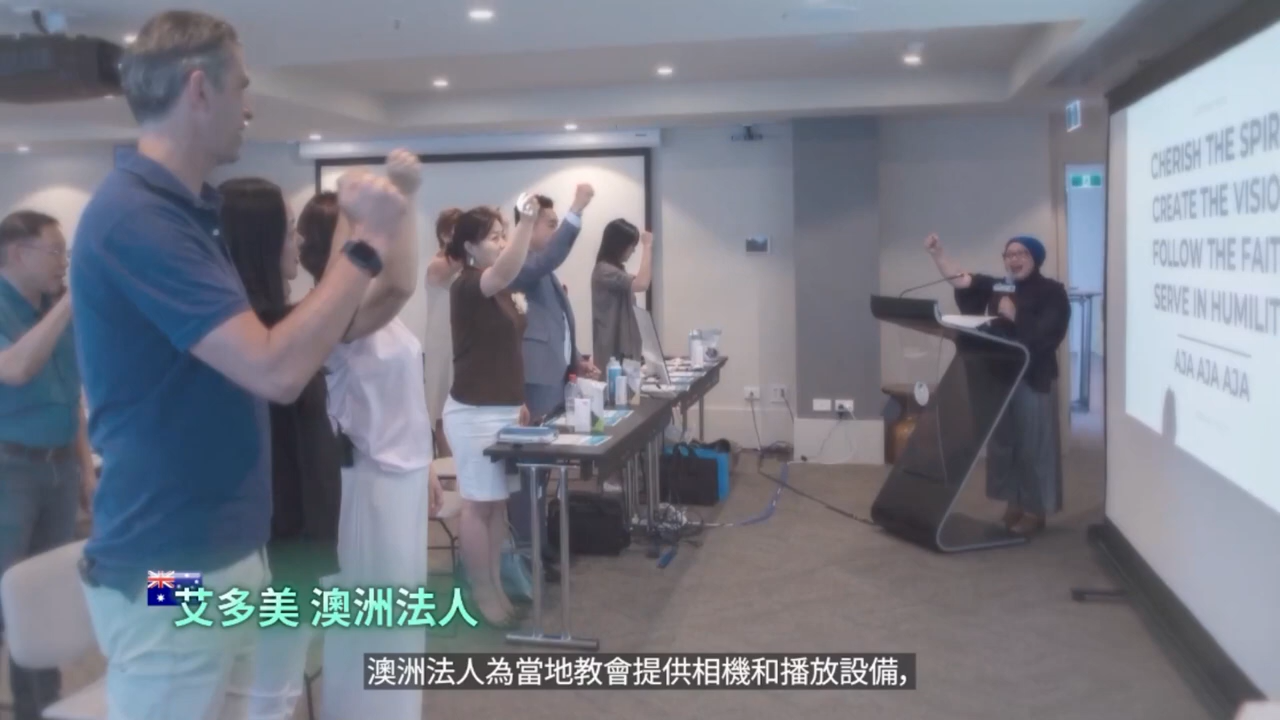 CHERISH THE SPIR
CREATE THE VISIO
FOLLOW THE FAIT
SERVE IN HUMILIT
AJA AJA AJA
艾多美 澳洲法人
澳洲法人為當地教會提供相機和播放設備,